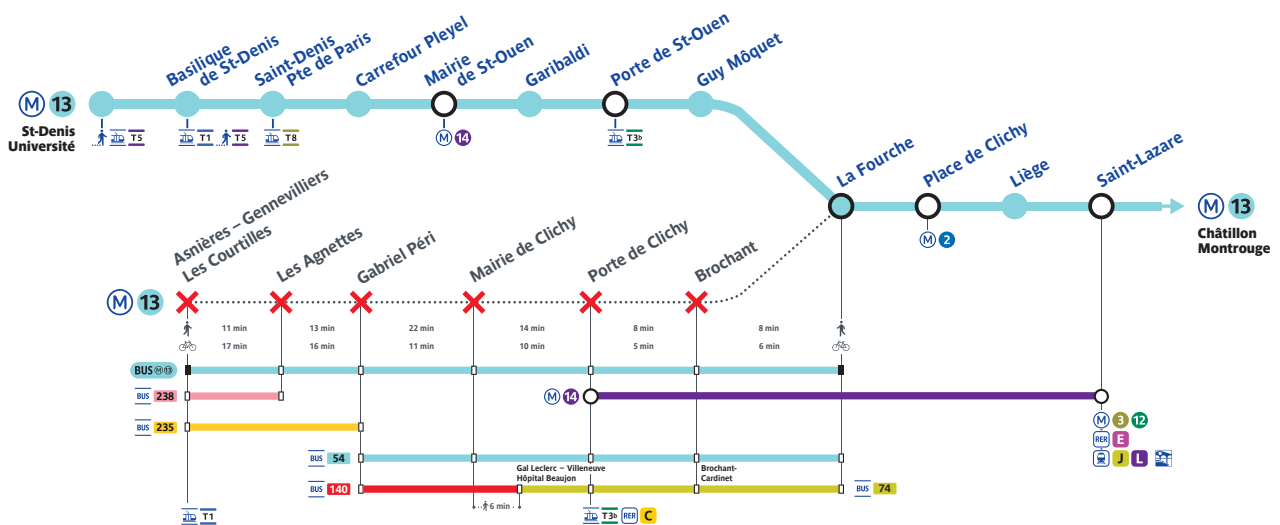 M 13
St-Denis
Université
Basilique
de St-Denis
Saint-Denis
Pte de Paris
Carrefour Pleyel
Mairie
de St-Ouen
Garibaldi
Porte de St-Ouen
Guy Môquet
T5
T1 T5
T8
M 14
T3b
La Fourche
Place de Clichy
Liège
Saint-Lazare
M 2
M 13
Châtillon
Montrouge
Asnières – Gennevilliers
Les Courtilles
Les Agnettes
Gabriel Péri
Mairie de Clichy
Porte de Clichy
Brochant
M 13
11 min 13 min 22 min 14 min 8 min 8 min
17 min 16 min 11 min 10 min 5 min 6 min
BUS M 13
BUS 238
M 14
BUS 235
M 3 12
RER E
J L
BUS 54
Gal Leclerc – Villeneuve
Hôpital Beaujon
Brochant-
Cardinet
BUS 140
BUS 74
6 min
T1
T3b RER C